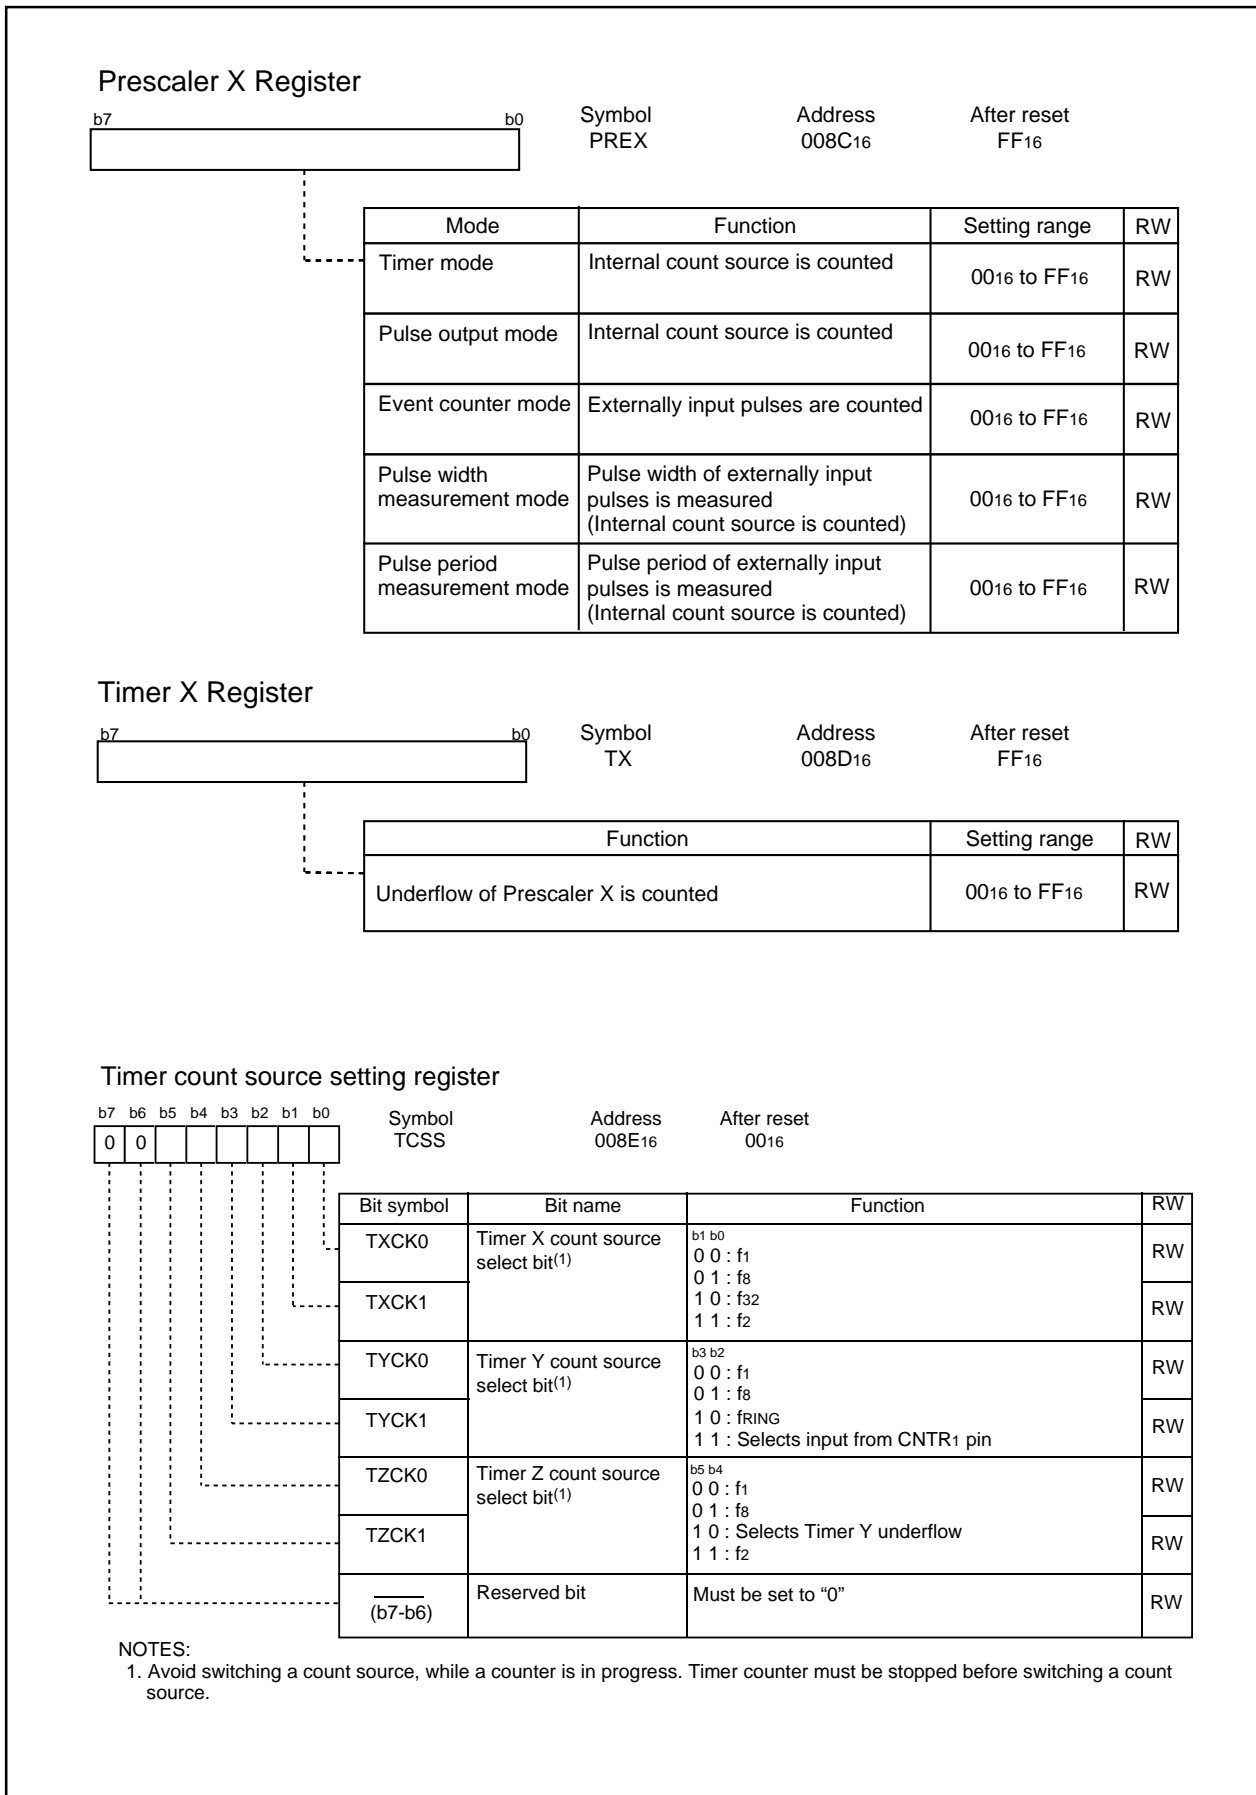 Prescaler X Register
b7 b0 Symbol Address After reset
PREX 008C16 FF16
Mode Function Setting range RW
Timer mode Internal count source is counted 0016 to FF16 RW
Pulse output mode Internal count source is counted 0016 to FF16 RW
Event counter mode Externally input pulses are counted 0016 to FF16 RW
Pulse width Pulse width of externally input
measurement mode pulses is measured 0016 to FF16 RW
(Internal count source is counted)
Pulse period Pulse period of externally input
measurement mode pulses is measured 0016 to FF16 RW
(Internal count source is counted)
Timer X Register
b7 b0 Symbol Address After reset
TX 008D16 FF16
Function Setting range RW
Underflow of Prescaler X is counted 0016 to FF16 RW
Timer count source setting register
b7 b6 b5 b4 b3 b2 b1 b0 Symbol Address After reset
0 0 TCSS 008E16 0016
Bit symbol Bit name Function RW
TXCK0 Timer X count source b1 b0 RW
select bit(1) 0 0 : f1
0 1 : f8
TXCK1 1 0 : f32 RW
1 1 : f2
TYCK0 Timer Y count source b3 b2 RW
select bit(1) 0 0 : f1
0 1 : f8
TYCK1 1 0 : fRING RW
1 1 : Selects input from CNTR1 pin
TZCK0 Timer Z count source b5 b4 RW
select bit(1) 0 0 : f1
0 1 : f8
TZCK1 1 0 : Selects Timer Y underflow RW
1 1 : f2
(b7-b6) Reserved bit Must be set to “0” RW
NOTES:
1. Avoid switching a count source, while a counter is in progress. Timer counter must be stopped before switching a count
source.